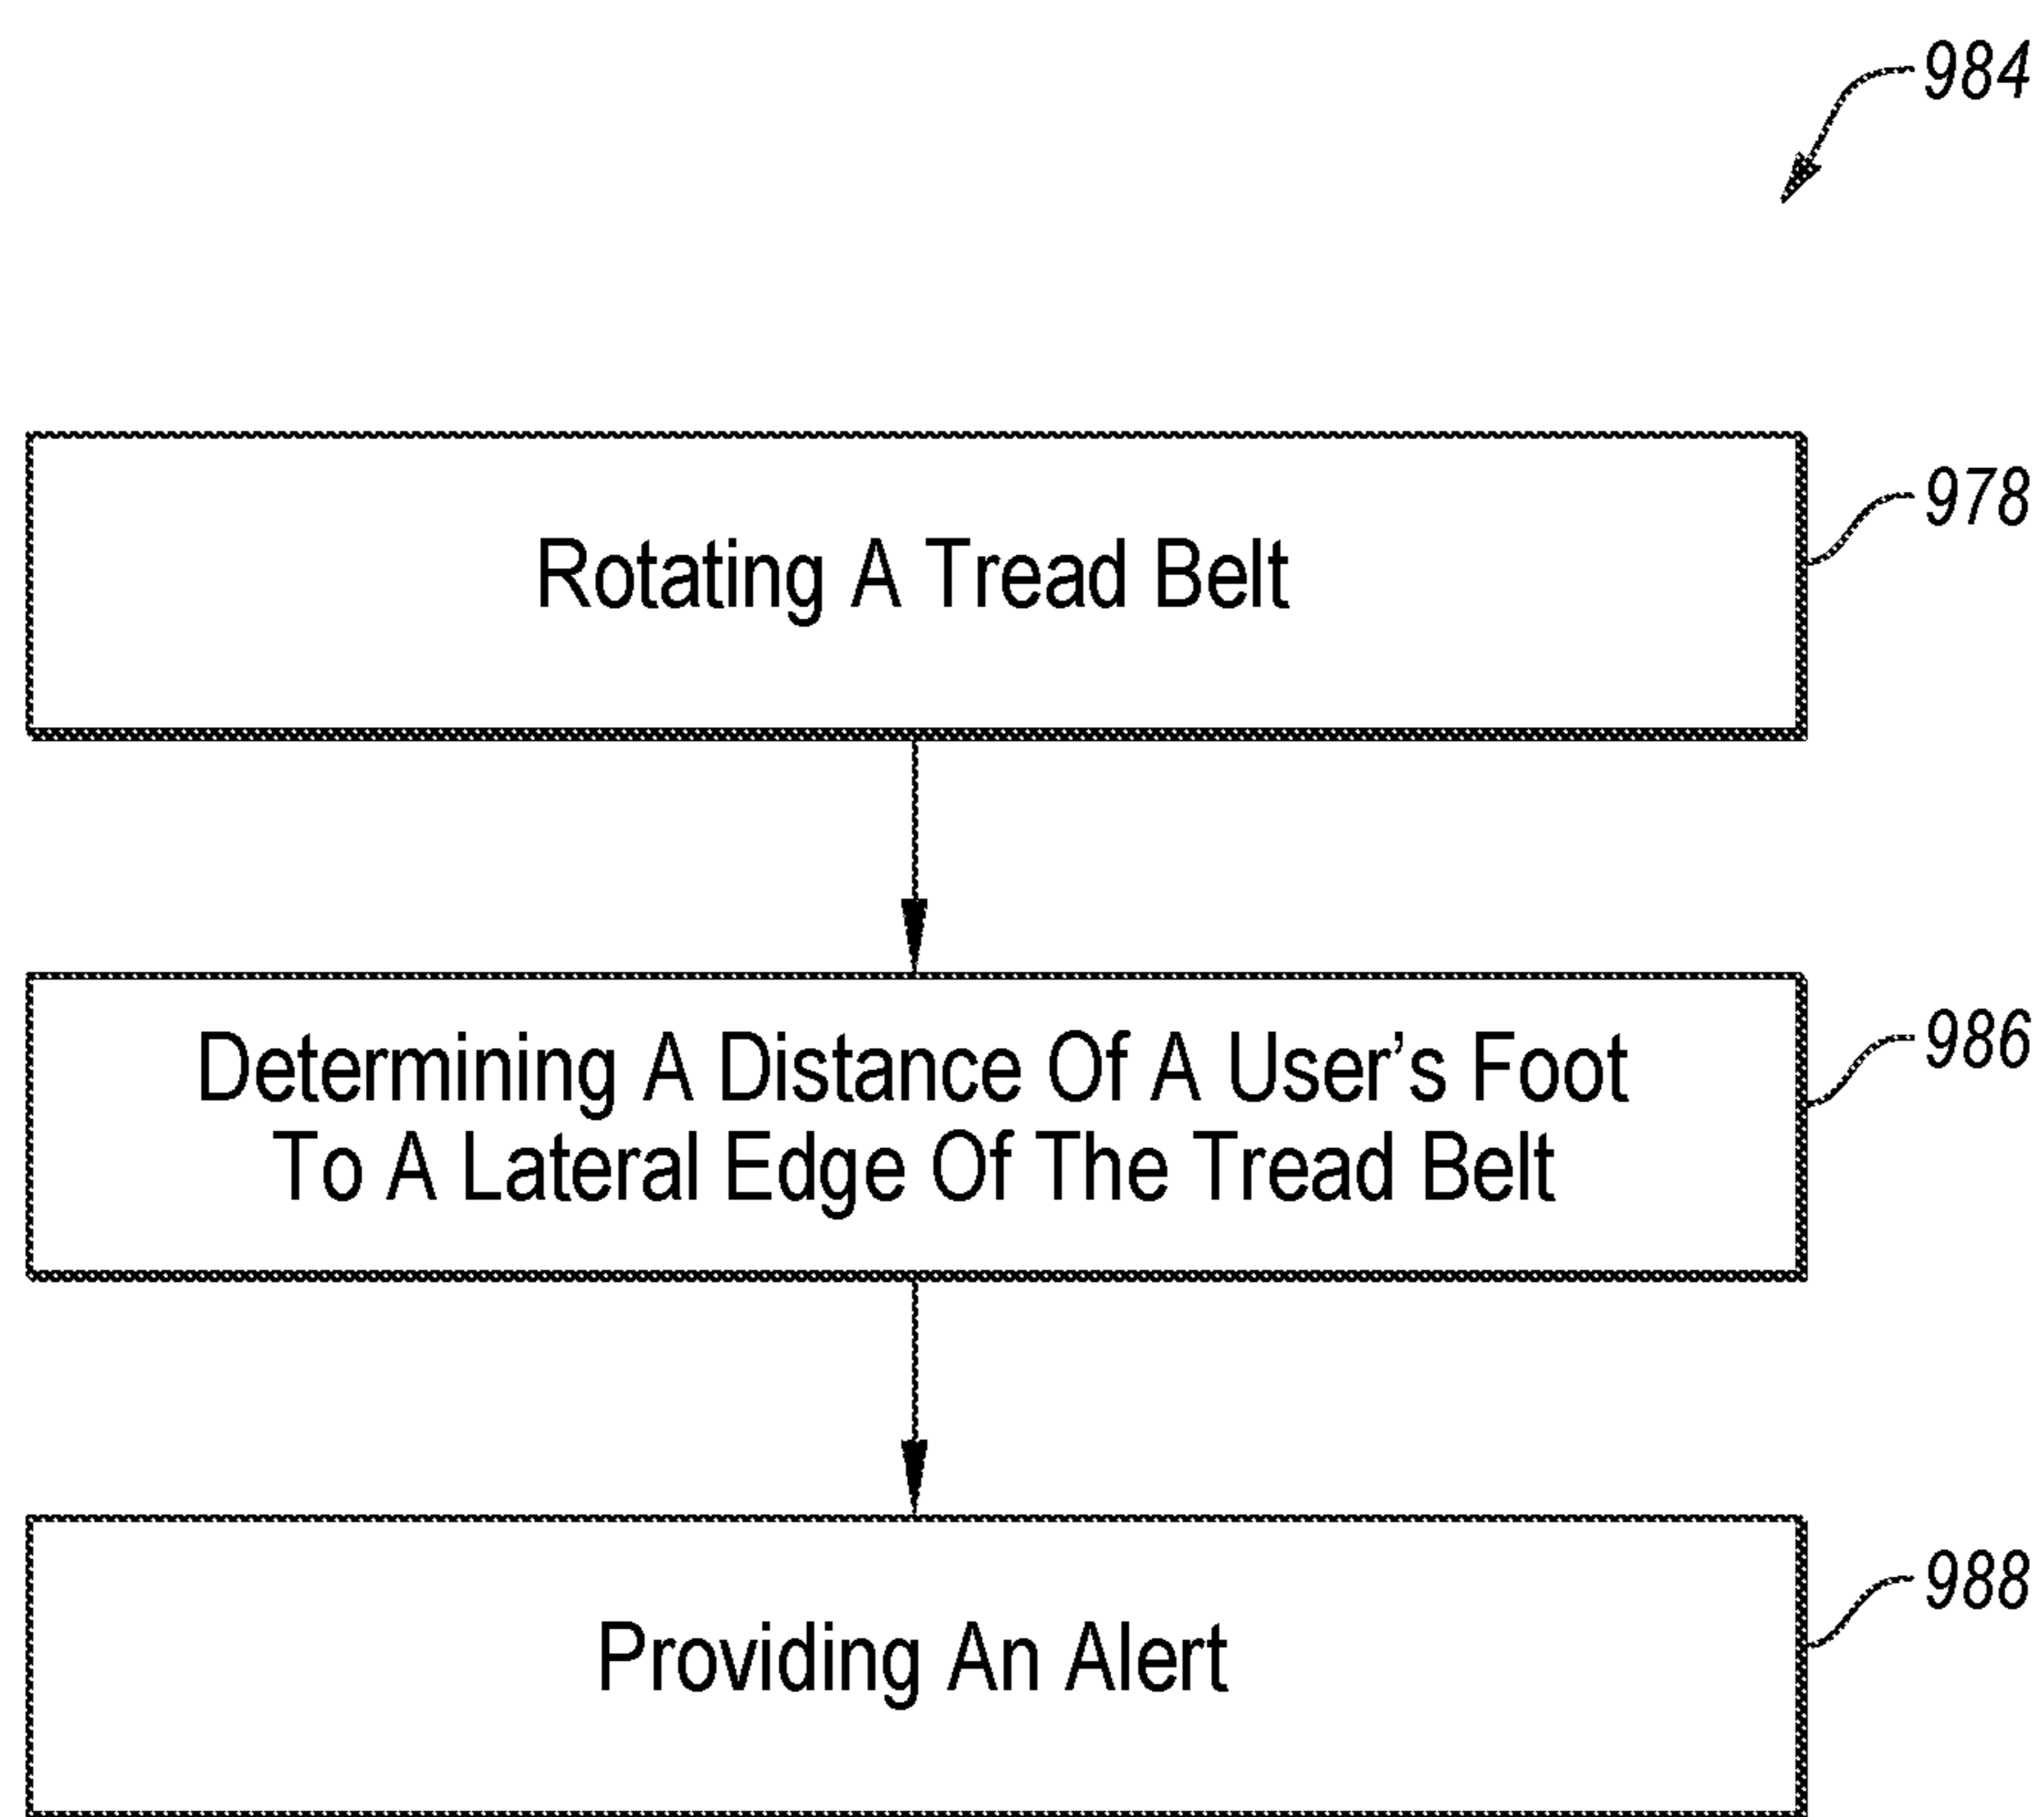 984
Rotating A Tread Belt
978
Determining A Distance Of A User’s Foot
To A Lateral Edge Of The Tread Belt
986
Providing An Alert
988